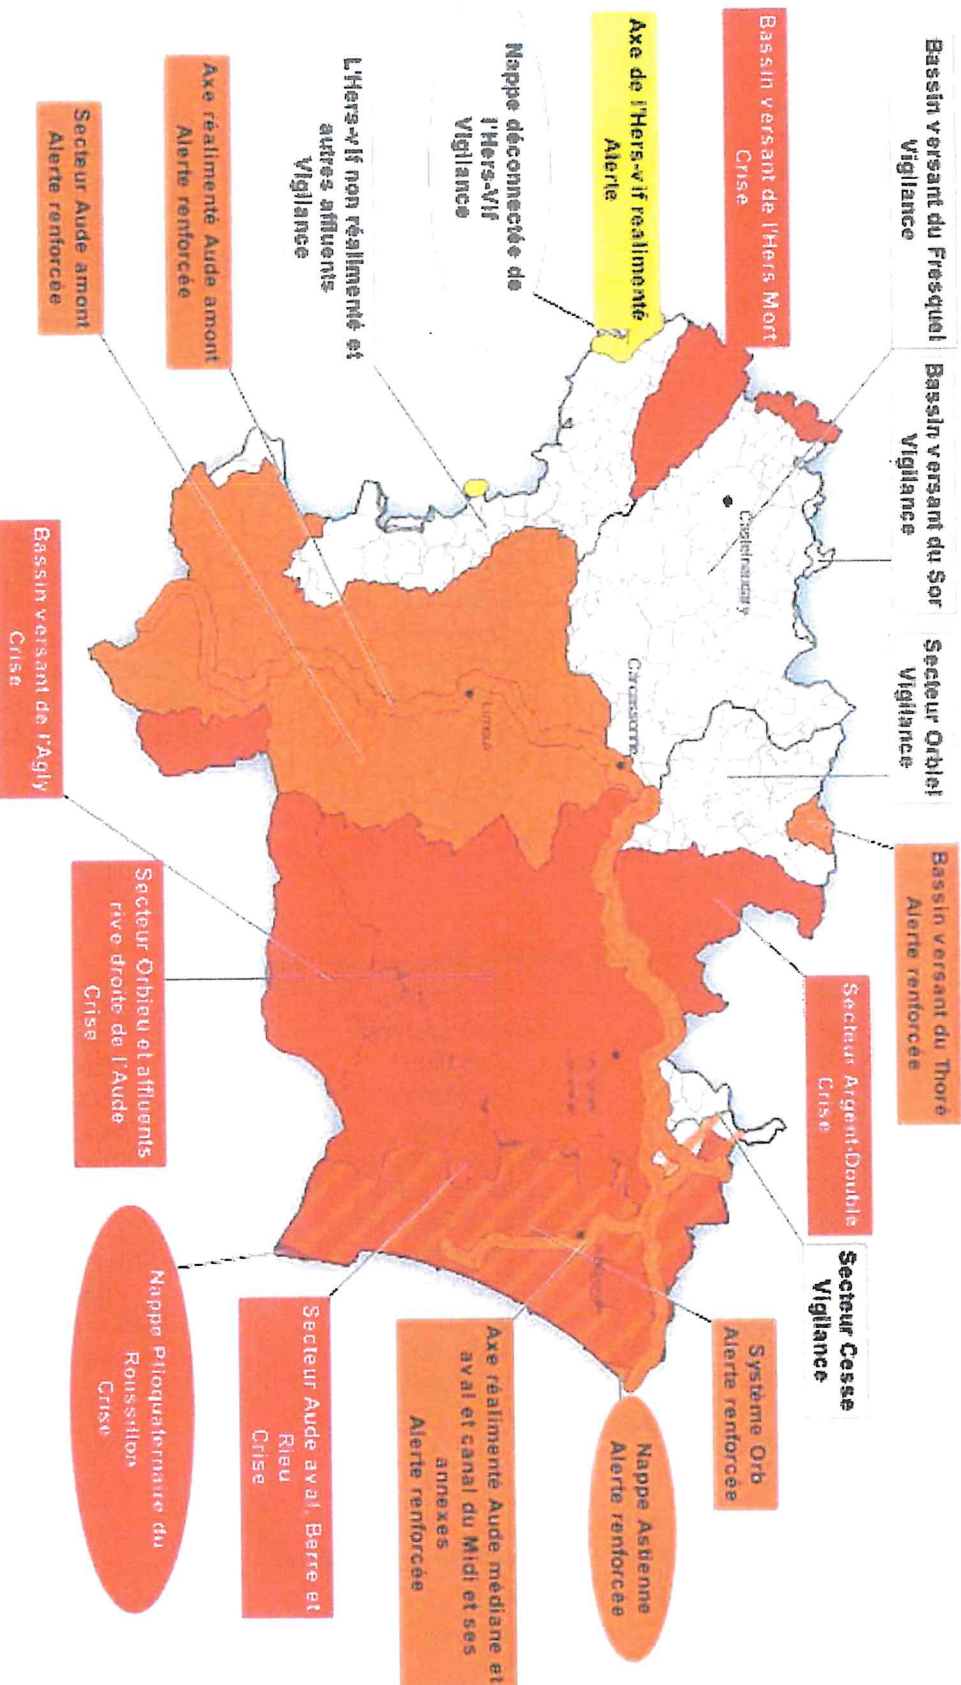 Bassin versant du Fresquel
Vigilance
Bassin versant du Sor
Vigilance
Secteur Orbiel
Vigilance
Bassin versant du Thoré
Alerte renforcée
Bassin versant de l'Hers Mort
Crise
Secteur Argent-Double
Crise
Secteur Cesse
Vigilance
Axe de l'Hers-vif réalimenté
Alerte
Système Orb
Alerte renforcée
Nappe déconnectée de
l'Hers-Vif
Vigilance
Nappe Astienne
Alerte renforcée
L'Hers-vif non réalimenté et
autres affluents
Vigilance
Axe réalimenté Aude médiane et
aval et canal du Midi et ses
annexes
Alerte renforcée
Axe réalimenté Aude amont
Alerte renforcée
Secteur Aude aval, Berre et
Rieu
Crise
Secteur Aude amont
Alerte renforcée
Nappe Plioquaternaire du
Roussillon
Crise
Bassin versant de l'Agly
Crise
Secteur Orbieu et affluents
rive droite de l'Aude
Crise
Castelnaudary
Carcassonne
Limoux